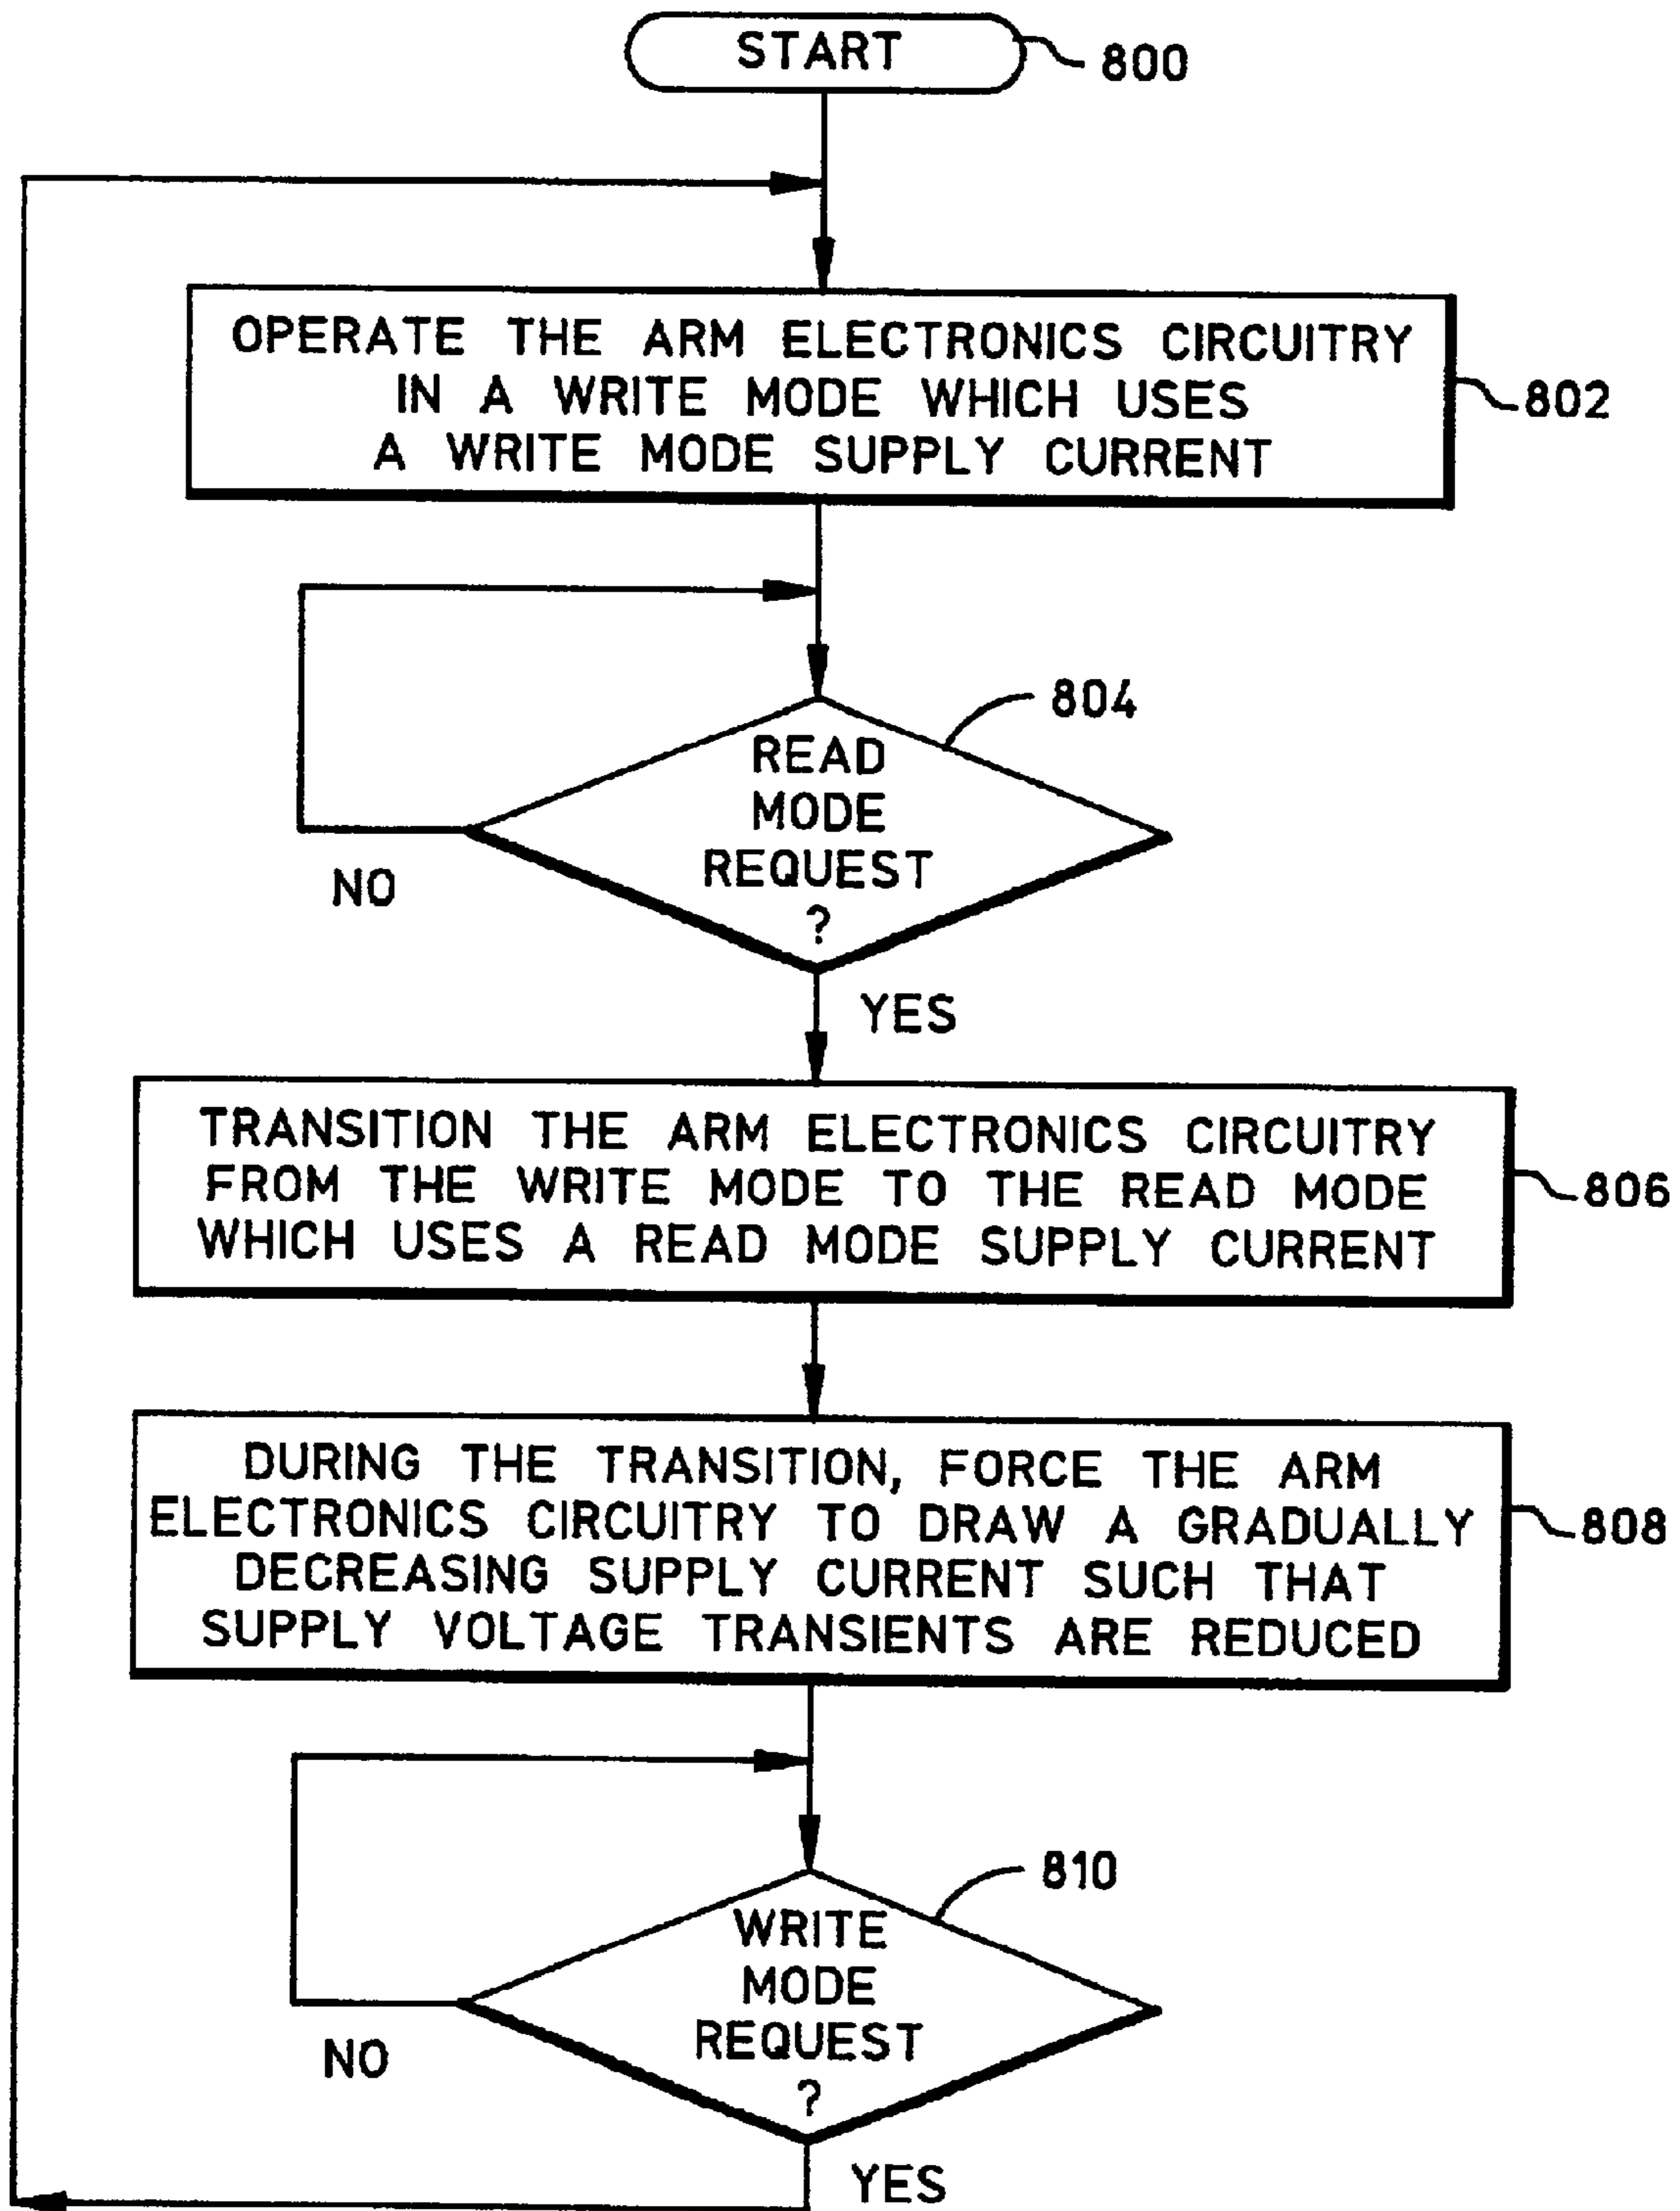 START
800
OPERATE THE ARM ELECTRONICS CIRCUITRY
IN A WRITE MODE WHICH USES
A WRITE MODE SUPPLY CURRENT
802
804
READ
MODE
REQUEST
?
NO
YES
TRANSITION THE ARM ELECTRONICS CIRCUITRY
FROM THE WRITE MODE TO THE READ MODE
WHICH USES A READ MODE SUPPLY CURRENT
806
DURING THE TRANSITION, FORCE THE ARM
ELECTRONICS CIRCUITRY TO DRAW A GRADUALLY
DECREASING SUPPLY CURRENT SUCH THAT
SUPPLY VOLTAGE TRANSIENTS ARE REDUCED
808
810
WRITE
MODE
REQUEST
?
NO
YES